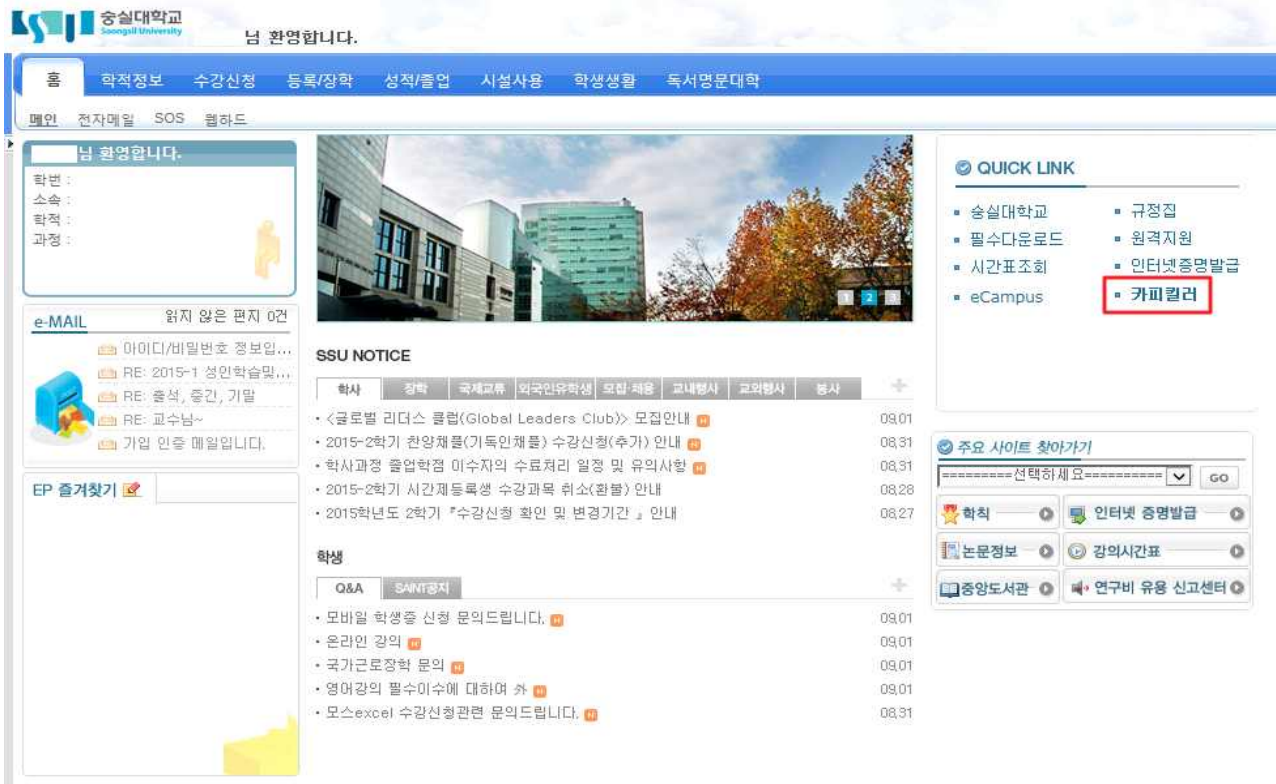 숭실대학교
Soongsil University
님 환영합니다.
홈 학적정보 수강신청 등록/장학 성적/졸업 시설사용 학생생활 독서명문대학
메인 전자메일 SOS 웹하드
님 환영합니다.
학번 :
소속 :
학적 :
과정 :
e-MAIL 읽지 않은 편지 0건
아이디/비밀번호 정보입...
RE: 2015-1 성인학습및...
RE: 출석, 중간, 기말
RE: 교수님~
가입 인증 메일입니다.
EP 즐겨찾기
1 2 3
SSU NOTICE
학사 장학 국제교류 외국인유학생 모집·채용 교내행사 교외행사 봉사
· <글로벌 리더스 클럽(Global Leaders Club)> 모집안내 09.01
· 2015-2학기 찬양채플(기독인채플) 수강신청(추가) 안내 08.31
· 학사과정 졸업학점 이수자의 수료처리 일정 및 유의사항 08.31
· 2015-2학기 시간제등록생 수강과목 취소(환불) 안내 08.28
· 2015학년도 2학기 『수강신청 확인 및 변경기간 』 안내 08.27
학생
Q&A SAINT공지
· 모바일 학생증 신청 문의드립니다. 09.01
· 온라인 강의 09.01
· 국가근로장학 문의 09.01
· 영어강의 필수이수에 대하여 外 09.01
· 모스excel 수강신청관련 문의드립니다. 08.31
QUICK LINK
숭실대학교 규정집
필수다운로드 원격지원
시간표조회 인터넷증명발급
eCampus 카피킬러
주요 사이트 찾아가기
=========선택하세요========== GO
학칙 인터넷 증명발급
논문정보 강의시간표
중앙도서관 연구비 유용 신고센터